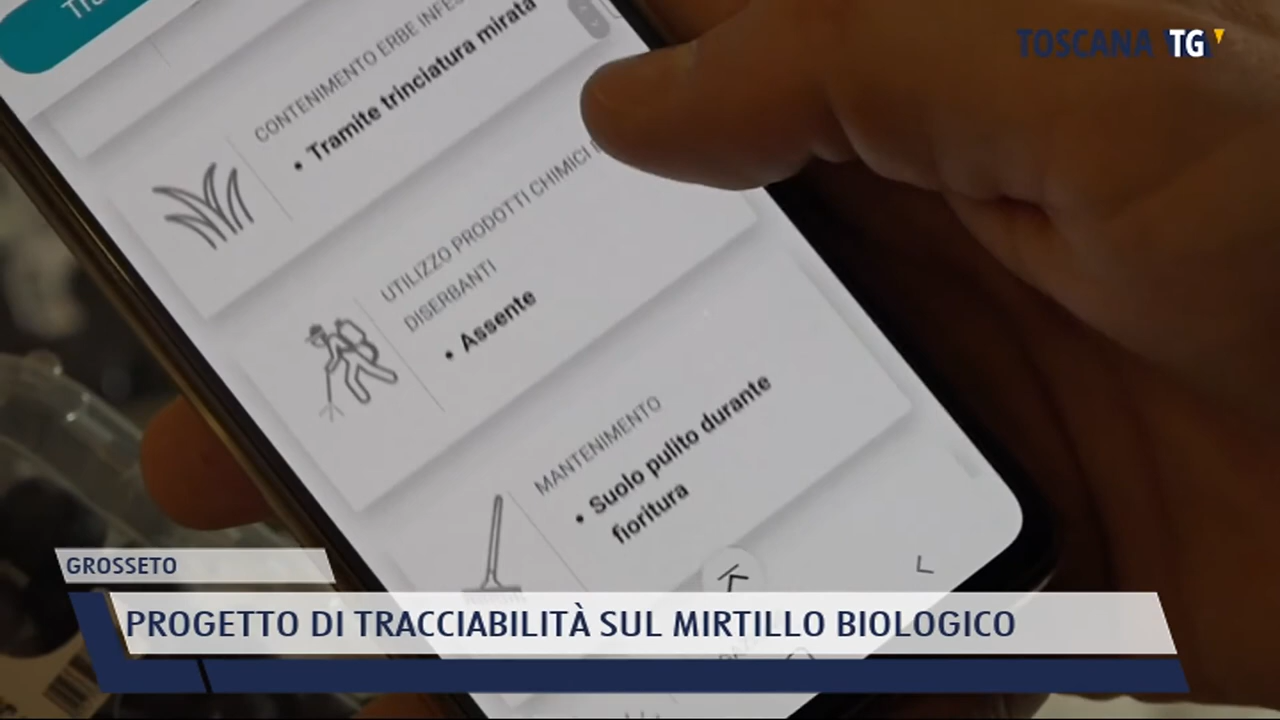 TOSCANA TG
CONTENIMENTO ERBE
• Tramite trinciatura mirata
UTILIZZO PRODOTTI CHIMICI
DISERBANTI
• Assente
MANTENIMENTO
• Suolo pulito durante
fioritura
GROSSETO
PROGETTO DI TRACCIABILITÀ SUL MIRTILLO BIOLOGICO